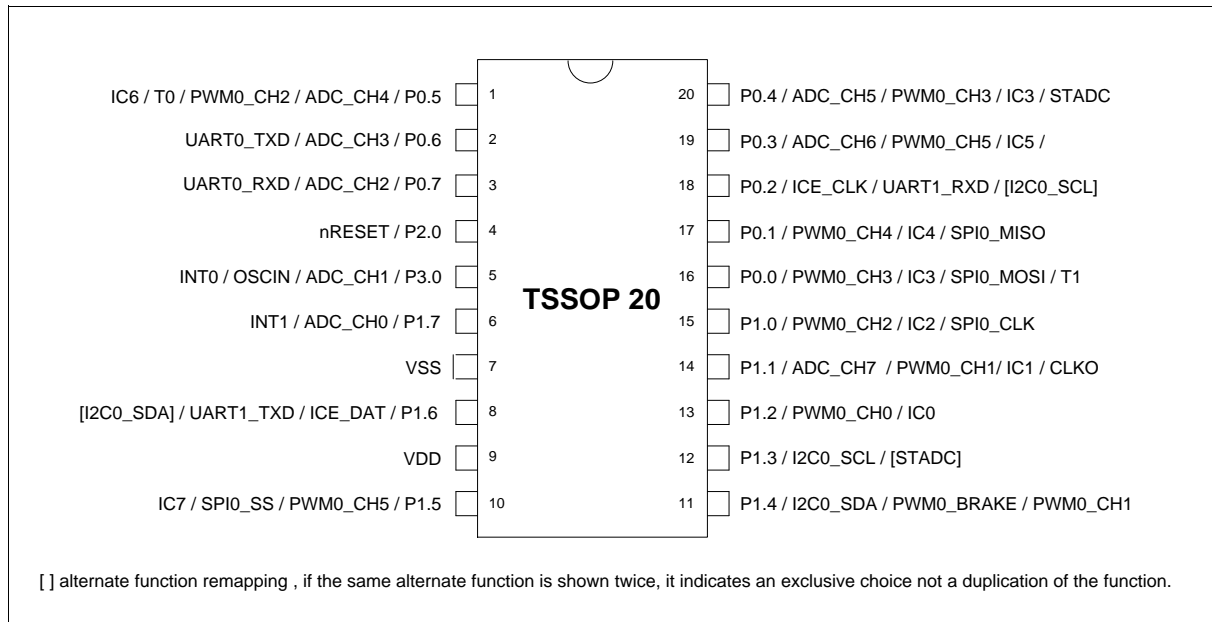 IC6 / T0 / PWM0_CH2 / ADC_CH4 / P0.5 1 20 P0.4 / ADC_CH5 / PWM0_CH3 / IC3 / STADC
UART0_TXD / ADC_CH3 / P0.6 2 19 P0.3 / ADC_CH6 / PWM0_CH5 / IC5 /
UART0_RXD / ADC_CH2 / P0.7 3 18 P0.2 / ICE_CLK / UART1_RXD / [I2C0_SCL]
nRESET / P2.0 4 17 P0.1 / PWM0_CH4 / IC4 / SPI0_MISO
INT0 / OSCIN / ADC_CH1 / P3.0 5 16 P0.0 / PWM0_CH3 / IC3 / SPI0_MOSI / T1
TSSOP 20
INT1 / ADC_CH0 / P1.7 6 15 P1.0 / PWM0_CH2 / IC2 / SPI0_CLK
VSS 7 14 P1.1 / ADC_CH7 / PWM0_CH1/ IC1 / CLKO
[I2C0_SDA] / UART1_TXD / ICE_DAT / P1.6 8 13 P1.2 / PWM0_CH0 / IC0
VDD 9 12 P1.3 / I2C0_SCL / [STADC]
IC7 / SPI0_SS / PWM0_CH5 / P1.5 10 11 P1.4 / I2C0_SDA / PWM0_BRAKE / PWM0_CH1
[ ] alternate function remapping , if the same alternate function is shown twice, it indicates an exclusive choice not a duplication of the function.